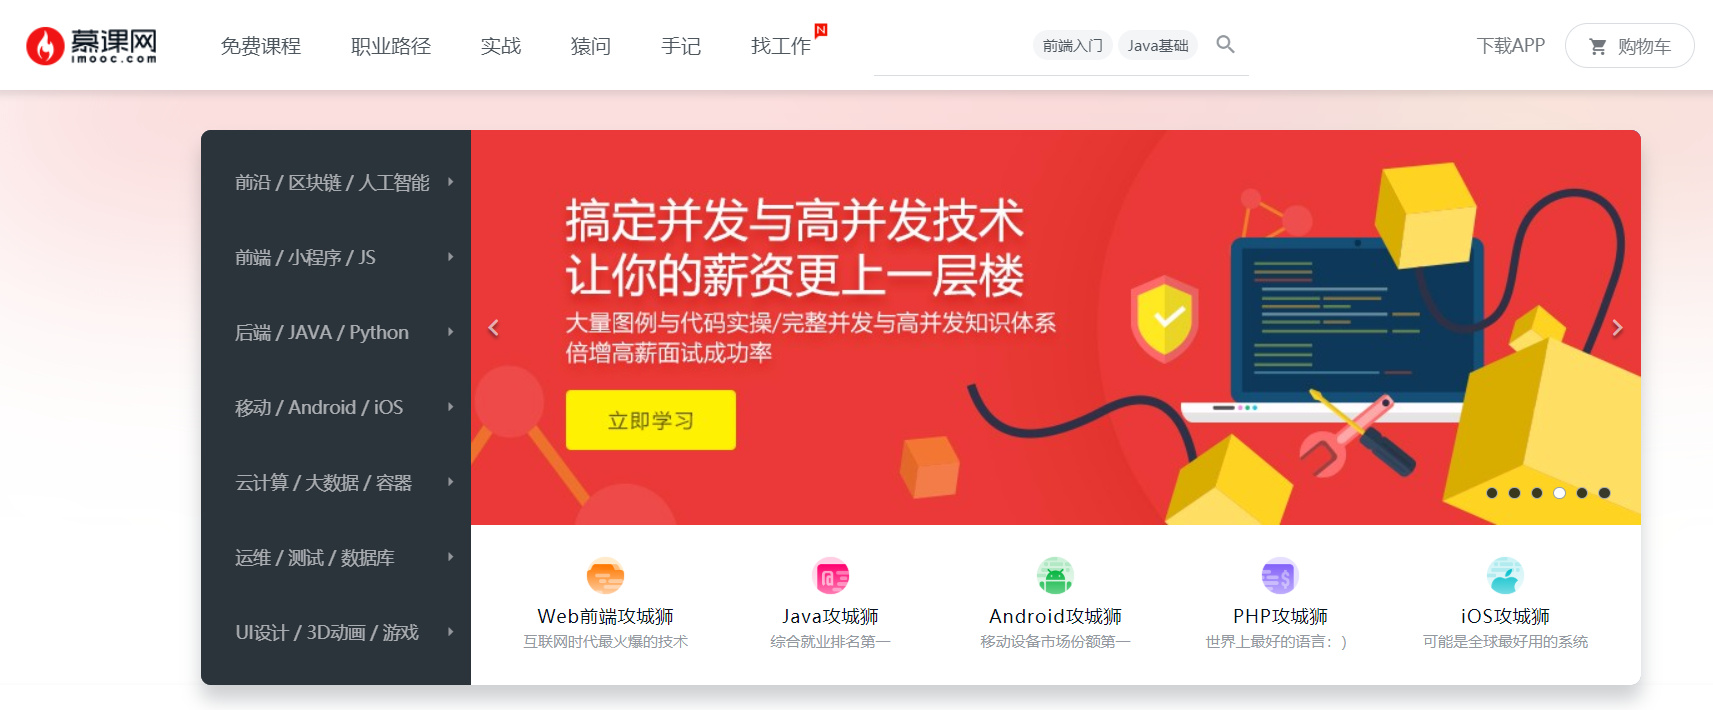 慕课网
imooc.com
免费课程
职业路径
实战
猿问
手记
找工作
N
前端入门
Java基础
下载APP
购物车
前沿 / 区块链 / 人工智能
前端 / 小程序 / JS
后端 / JAVA / Python
移动 / Android / iOS
云计算 / 大数据 / 容器
运维 / 测试 / 数据库
UI设计 / 3D动画 / 游戏
搞定并发与高并发技术
让你的薪资更上一层楼
大量图例与代码实操/完整并发与高并发知识体系
倍增高薪面试成功率
立即学习
Web前端攻城狮
互联网时代最火爆的技术
Java攻城狮
综合就业排名第一
Android攻城狮
移动设备市场份额第一
PHP攻城狮
世界上最好的语言：)
iOS攻城狮
可能是全球最好用的系统